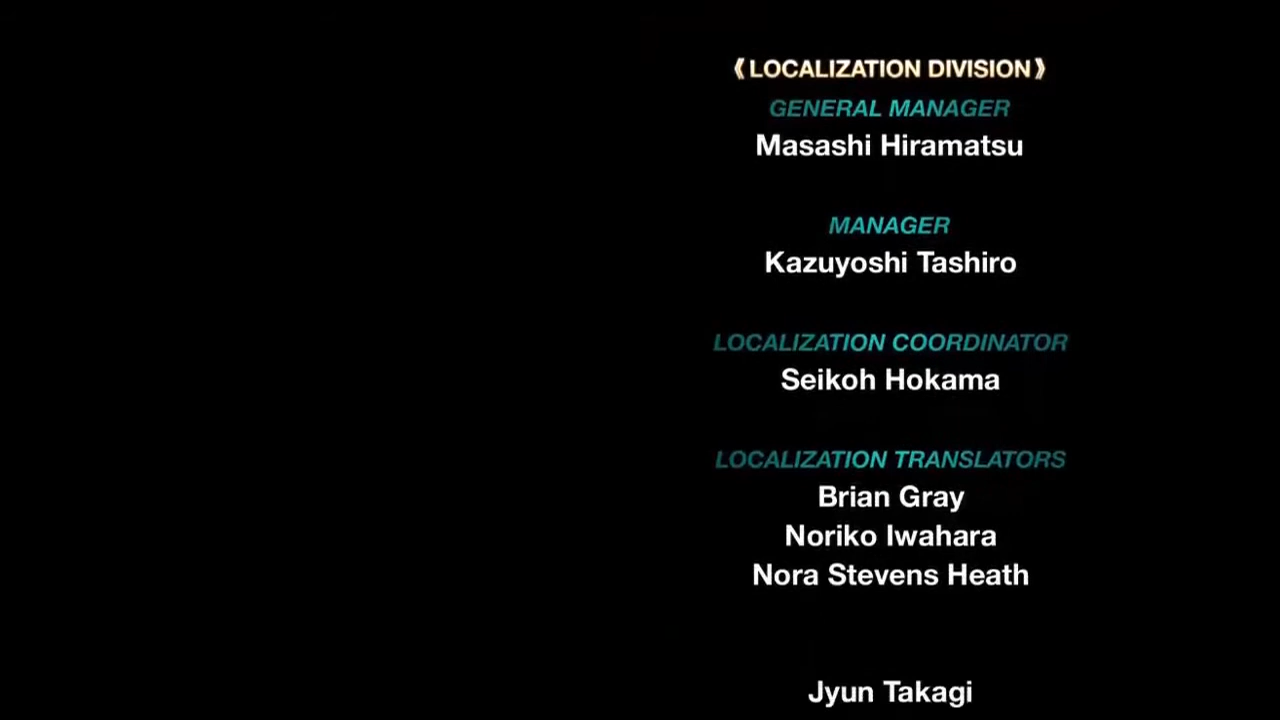 《LOCALIZATION DIVISION》
GENERAL MANAGER
Masashi Hiramatsu
MANAGER
Kazuyoshi Tashiro
LOCALIZATION COORDINATOR
Seikoh Hokama
LOCALIZATION TRANSLATORS
Brian Gray
Noriko Iwahara
Nora Stevens Heath
Jyun Takagi